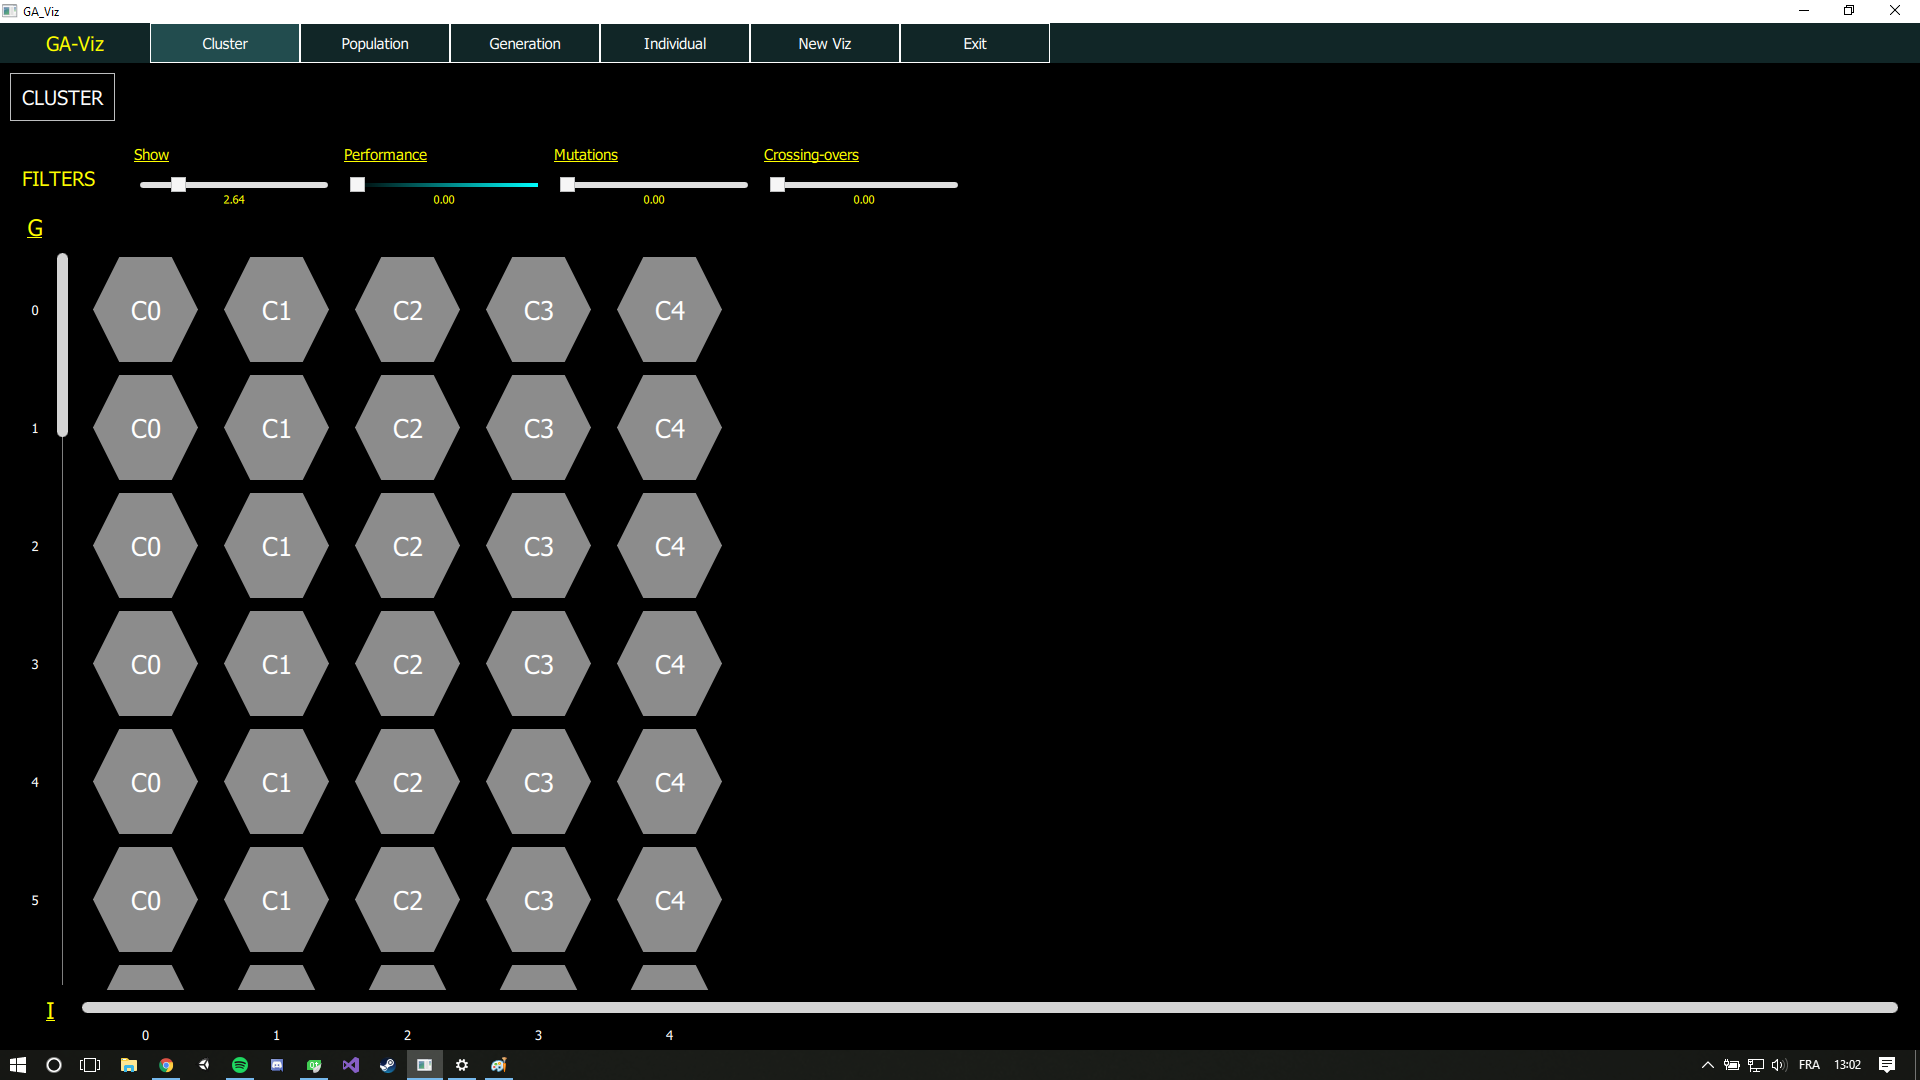 GA_Viz
GA-Viz Cluster Population Generation Individual New Viz Exit
CLUSTER
Show Performance Mutations Crossing-overs
FILTERS
2.64 0.00 0.00 0.00
G
0 C0 C1 C2 C3 C4
1 C0 C1 C2 C3 C4
2 C0 C1 C2 C3 C4
3 C0 C1 C2 C3 C4
4 C0 C1 C2 C3 C4
5 C0 C1 C2 C3 C4
I
0 1 2 3 4
FRA 13:02